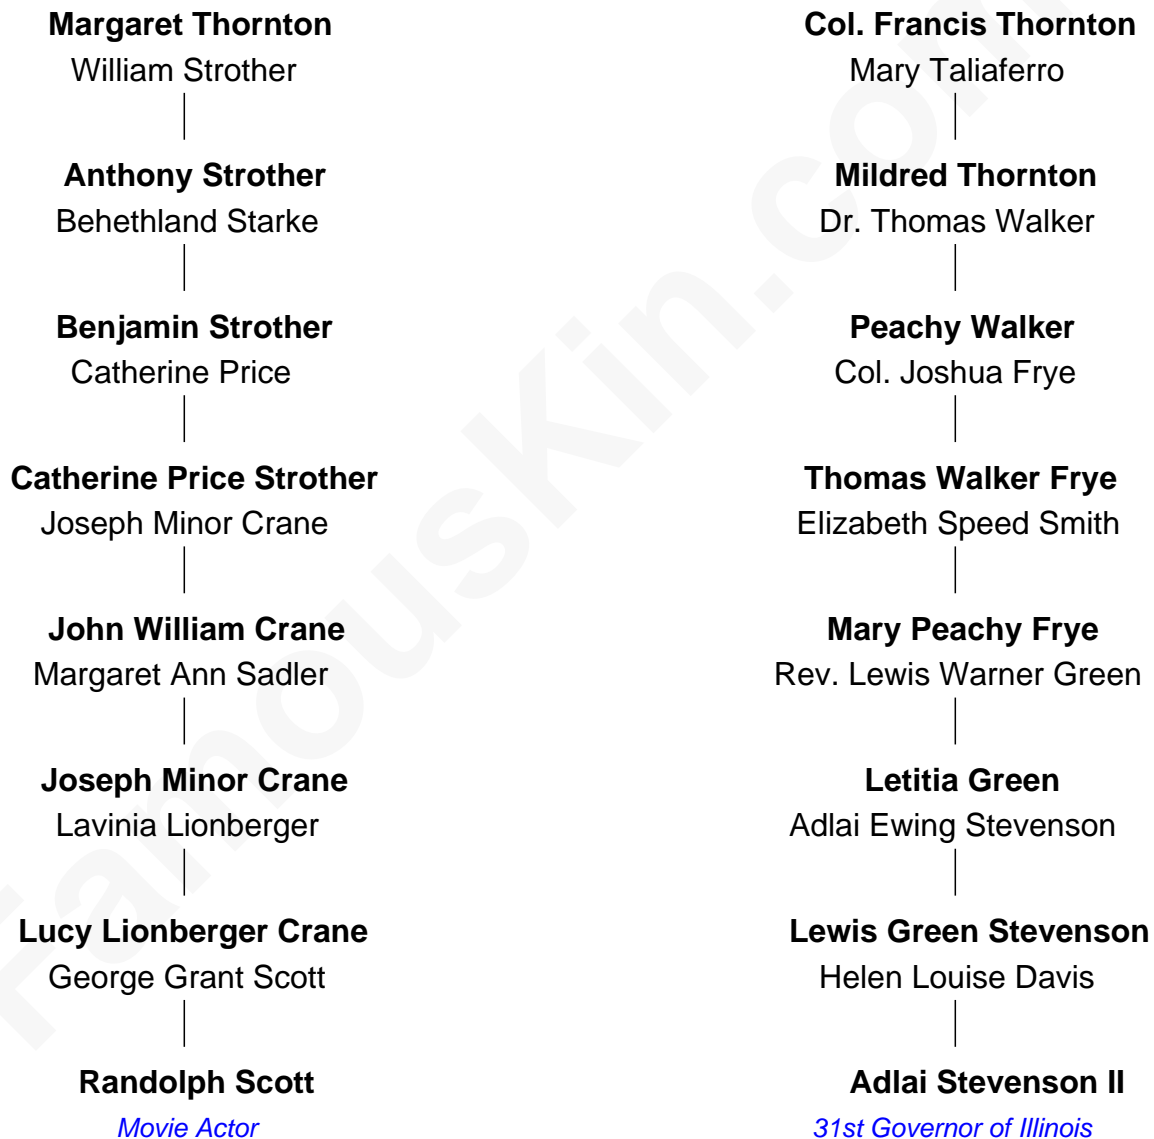 Margaret Thornton
William Strother
Anthony Strother
Behethland Starke
Benjamin Strother
Catherine Price
Catherine Price Strother
Joseph Minor Crane
John William Crane
Margaret Ann Sadler
Joseph Minor Crane
Lavinia Lionberger
Lucy Lionberger Crane
George Grant Scott
Randolph Scott
Movie Actor
Col. Francis Thornton
Mary Taliaferro
Mildred Thornton
Dr. Thomas Walker
Peachy Walker
Col. Joshua Frye
Thomas Walker Frye
Elizabeth Speed Smith
Mary Peachy Frye
Rev. Lewis Warner Green
Letitia Green
Adlai Ewing Stevenson
Lewis Green Stevenson
Helen Louise Davis
Adlai Stevenson II
31st Governor of Illinois
FamousKin.com